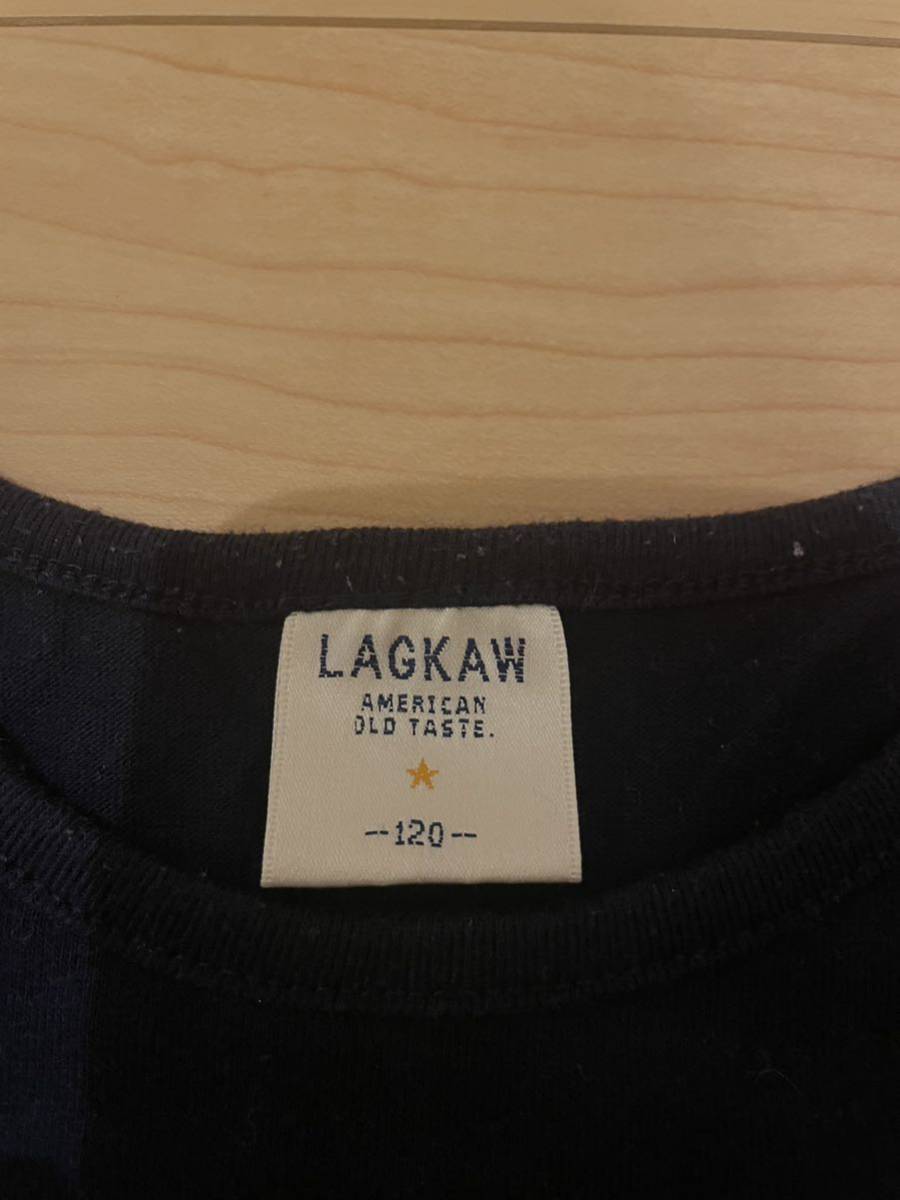 LAGKAW
AMERICAN
OLD TASTE.
--120--